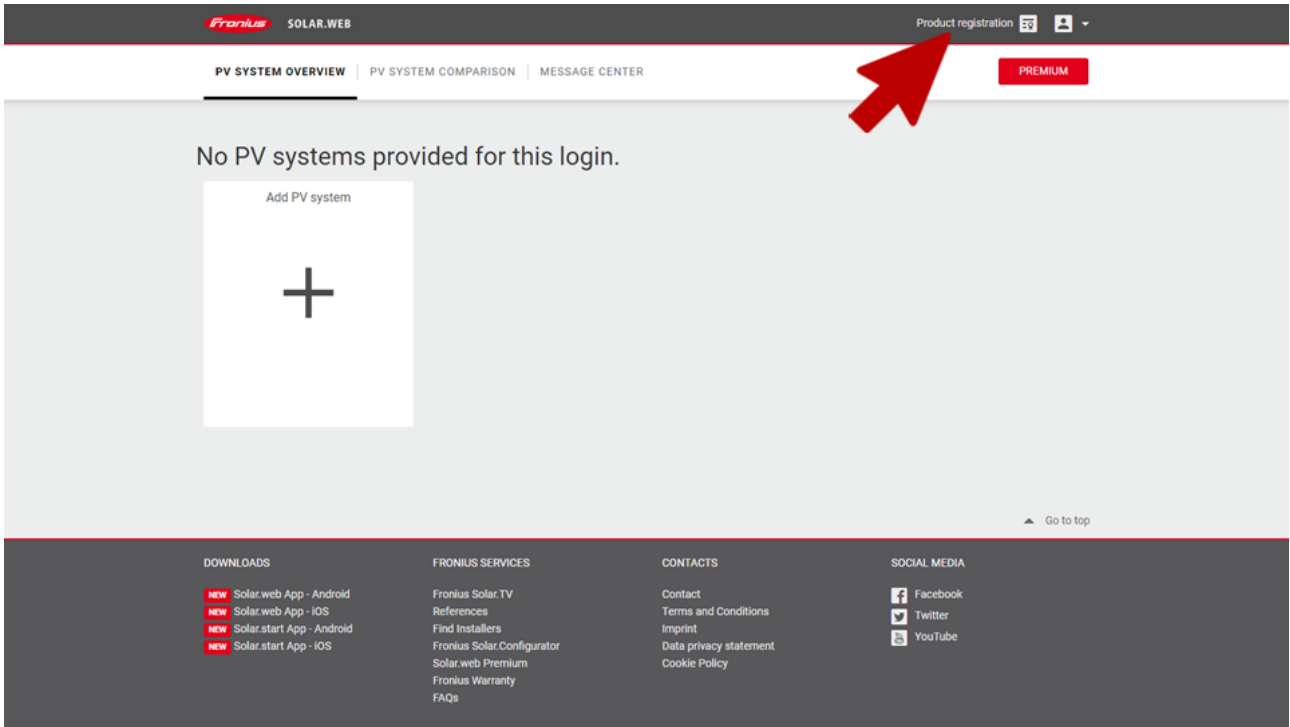 Fronius SOLAR.WEB Product registration
PV SYSTEM OVERVIEW PV SYSTEM COMPARISON MESSAGE CENTER PREMIUM
No PV systems provided for this login.
Add PV system
Go to top
DOWNLOADS
NEW Solar.web App - Android
NEW Solar.web App - iOS
NEW Solar.start App - Android
NEW Solar.start App - iOS
FRONIUS SERVICES
Fronius Solar.TV
References
Find Installers
Fronius Solar.Configurator
Solar.web Premium
Fronius Warranty
FAQs
CONTACTS
Contact
Terms and Conditions
Imprint
Data privacy statement
Cookie Policy
SOCIAL MEDIA
Facebook
Twitter
YouTube